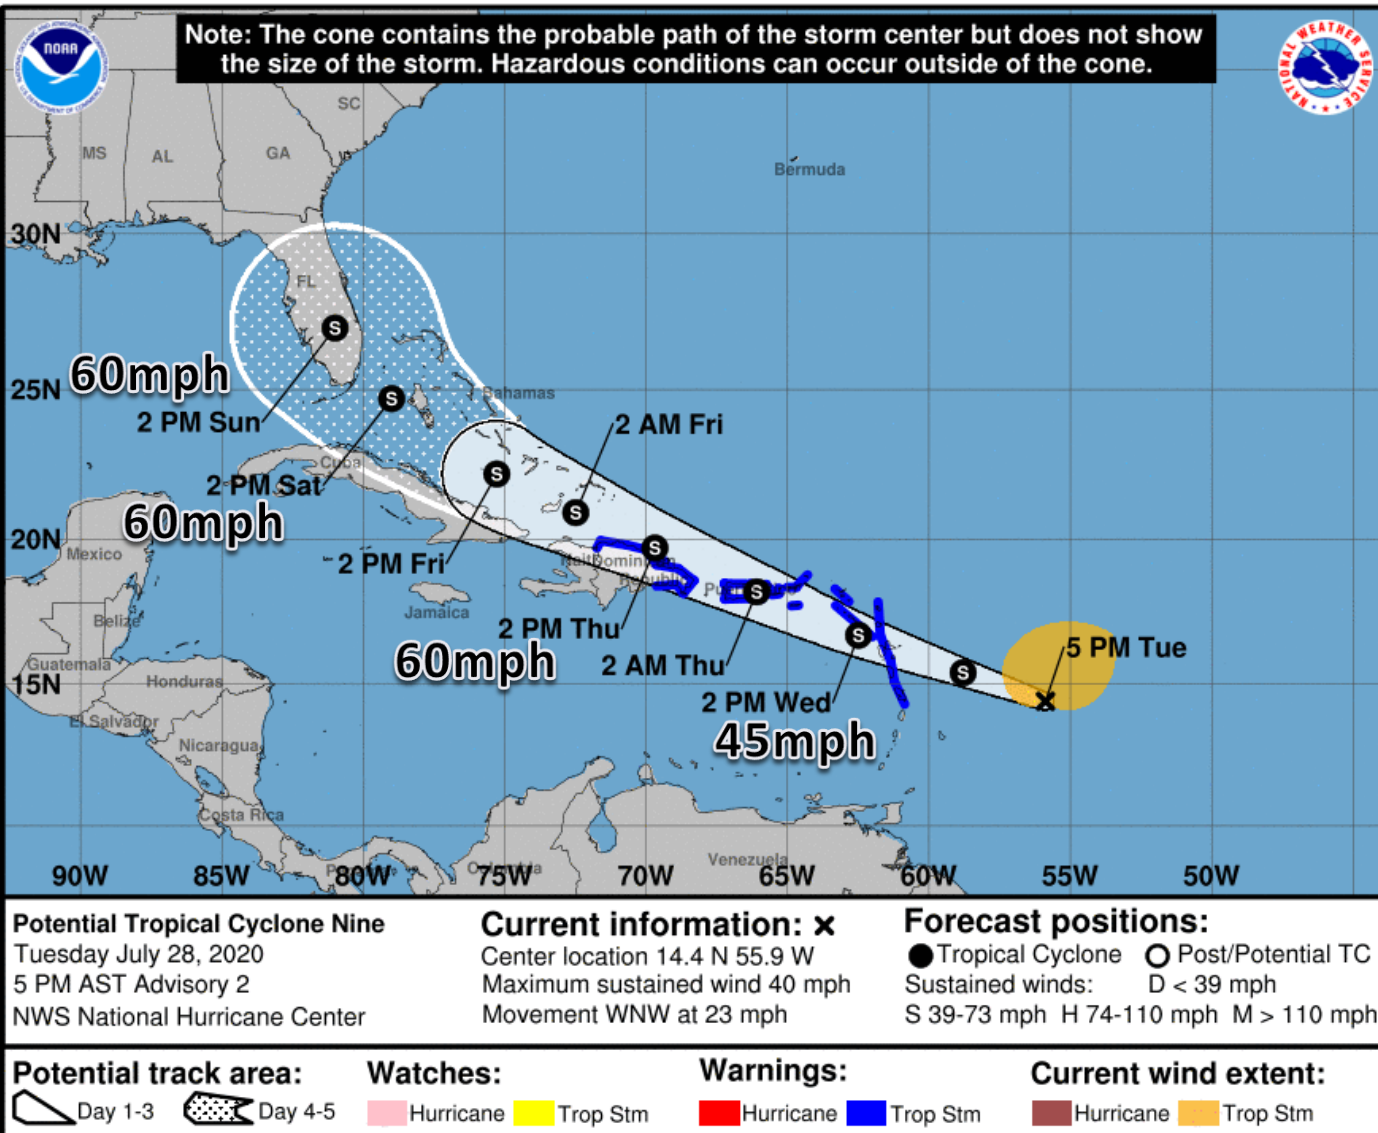 Note: The cone contains the probable path of the storm center but does not show
the size of the storm. Hazardous conditions can occur outside of the cone.
NOAA
NATIONAL WEATHER SERVICE
SC
MS
AL
GA
Bermuda
30N
FL
60mph
25N
Bahamas
2 PM Sun
2 AM Fri
Cuba
2 PM Sat
60mph
20N
Mexico
2 PM Fri
Jamaica
Belize
2 PM Thu
60mph
2 AM Thu
5 PM Tue
Guatemala
15N
Honduras
2 PM Wed
El Salvador
45mph
Nicaragua
Costa Rica
Venezuela
90W 85W 80W 75W 70W 65W 60W 55W 50W
S
S
S
S
S
S
S
S
Potential Tropical Cyclone Nine
Tuesday July 28, 2020
5 PM AST Advisory 2
NWS National Hurricane Center
Current information: x
Center location 14.4 N 55.9 W
Maximum sustained wind 40 mph
Movement WNW at 23 mph
Forecast positions:
Tropical Cyclone Post/Potential TC
Sustained winds: D < 39 mph
S 39-73 mph H 74-110 mph M > 110 mph
Potential track area:
Day 1-3 Day 4-5
Watches:
Hurricane Trop Stm
Warnings:
Hurricane Trop Stm
Current wind extent:
Hurricane Trop Stm